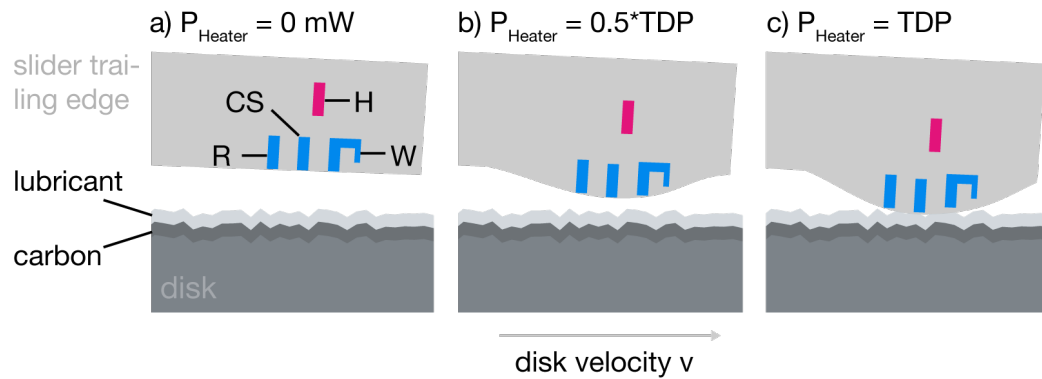 a) P_Heater = 0 mW
b) P_Heater = 0.5*TDP
c) P_Heater = TDP
slider trai-
ling edge
CS
H
R
W
lubricant
carbon
disk
disk velocity v